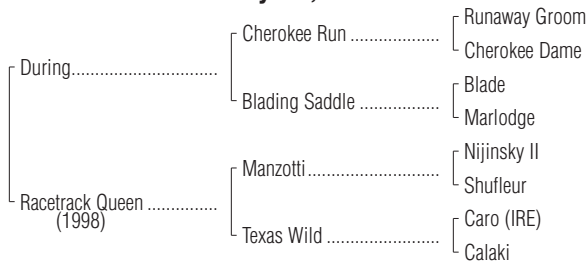 Runaway Groom
Cherokee Run
Cherokee Dame
During
Blade
Blading Saddle
Marlodge
Nijinsky II
Manzotti
Shufleur
Racetrack Queen
(1998)
Caro (IRE)
Texas Wild
Calaki